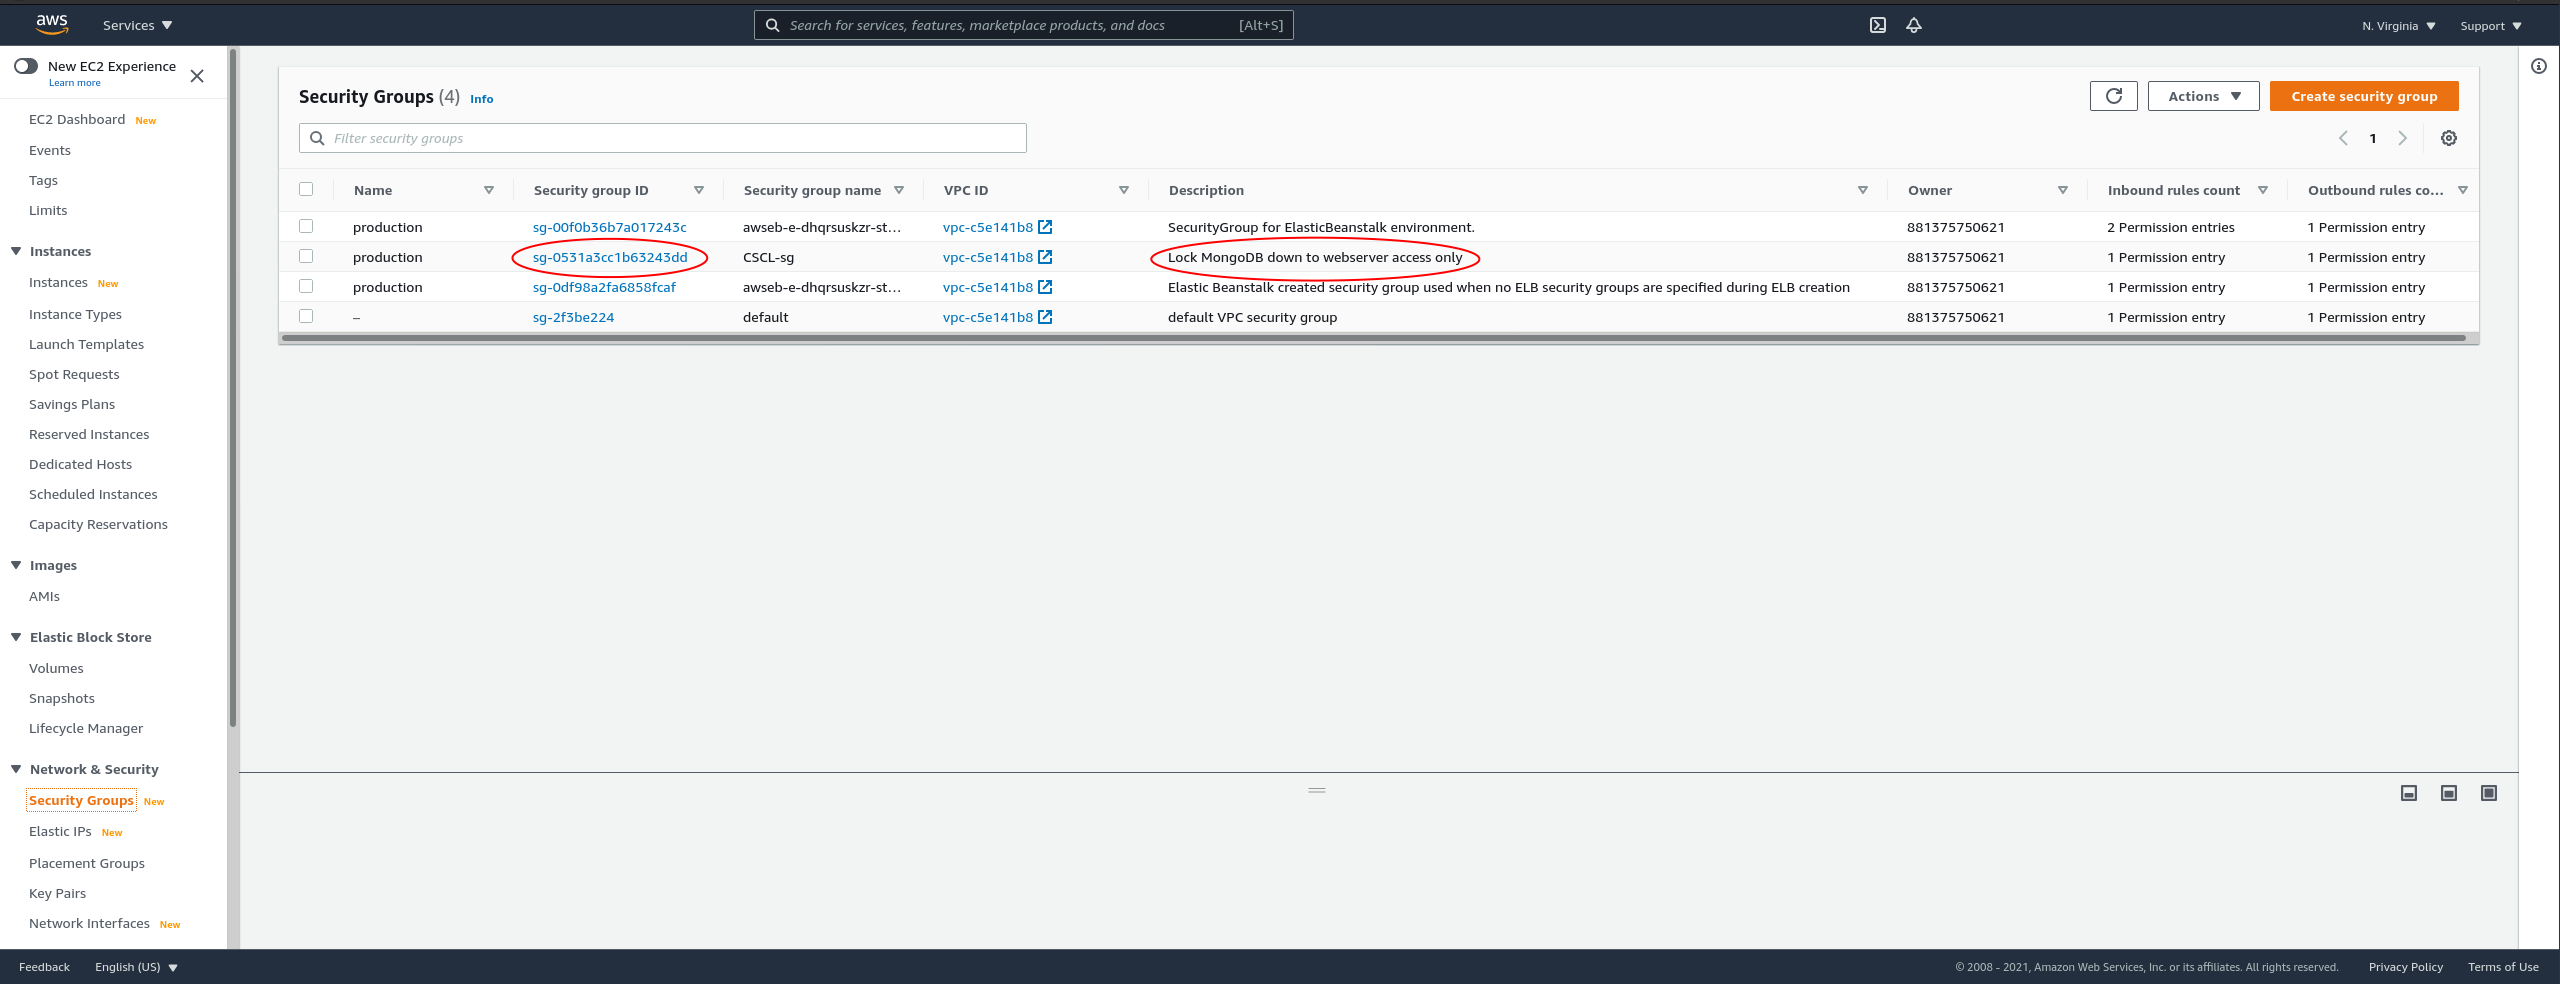 aws Services Search for services, features, marketplace products, and docs [Alt+S] N. Virginia Support
New EC2 Experience
Learn more
EC2 Dashboard New
Events
Tags
Limits
Instances
Instances New
Instance Types
Launch Templates
Spot Requests
Savings Plans
Reserved Instances
Dedicated Hosts
Scheduled Instances
Capacity Reservations
Images
AMIs
Elastic Block Store
Volumes
Snapshots
Lifecycle Manager
Network & Security
Security Groups New
Elastic IPs New
Placement Groups
Key Pairs
Network Interfaces New
Security Groups (4) Info Actions Create security group
Filter security groups 1
Name Security group ID Security group name VPC ID Description Owner Inbound rules count Outbound rules co...
production sg-00f0b36b7a017243c awseb-e-dhqrsuskzr-st... vpc-c5e141b8 SecurityGroup for ElasticBeanstalk environment. 881375750621 2 Permission entries 1 Permission entry
production sg-0531a3cc1b63243dd CSCL-sg vpc-c5e141b8 Lock MongoDB down to webserver access only 881375750621 1 Permission entry 1 Permission entry
production sg-0df98a2fa6858fcaf awseb-e-dhqrsuskzr-st... vpc-c5e141b8 Elastic Beanstalk created security group used when no ELB security groups are specified during ELB creation 881375750621 1 Permission entry 1 Permission entry
– sg-2f3be224 default vpc-c5e141b8 default VPC security group 881375750621 1 Permission entry 1 Permission entry
Feedback English (US) © 2008 - 2021, Amazon Web Services, Inc. or its affiliates. All rights reserved. Privacy Policy Terms of Use